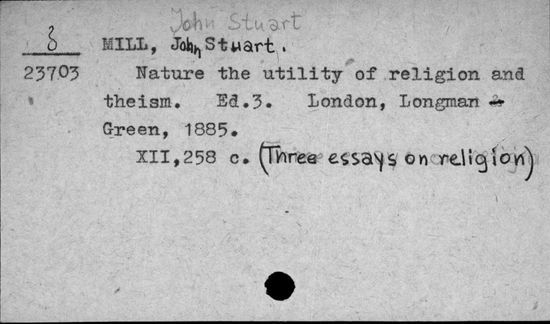 John Stuart
8
23703
MILL, John Stuart.
Nature the utility of religion and
theism. Ed.3. London, Longman &
Green, 1885.
XII,258 c. (Three essays on religion)